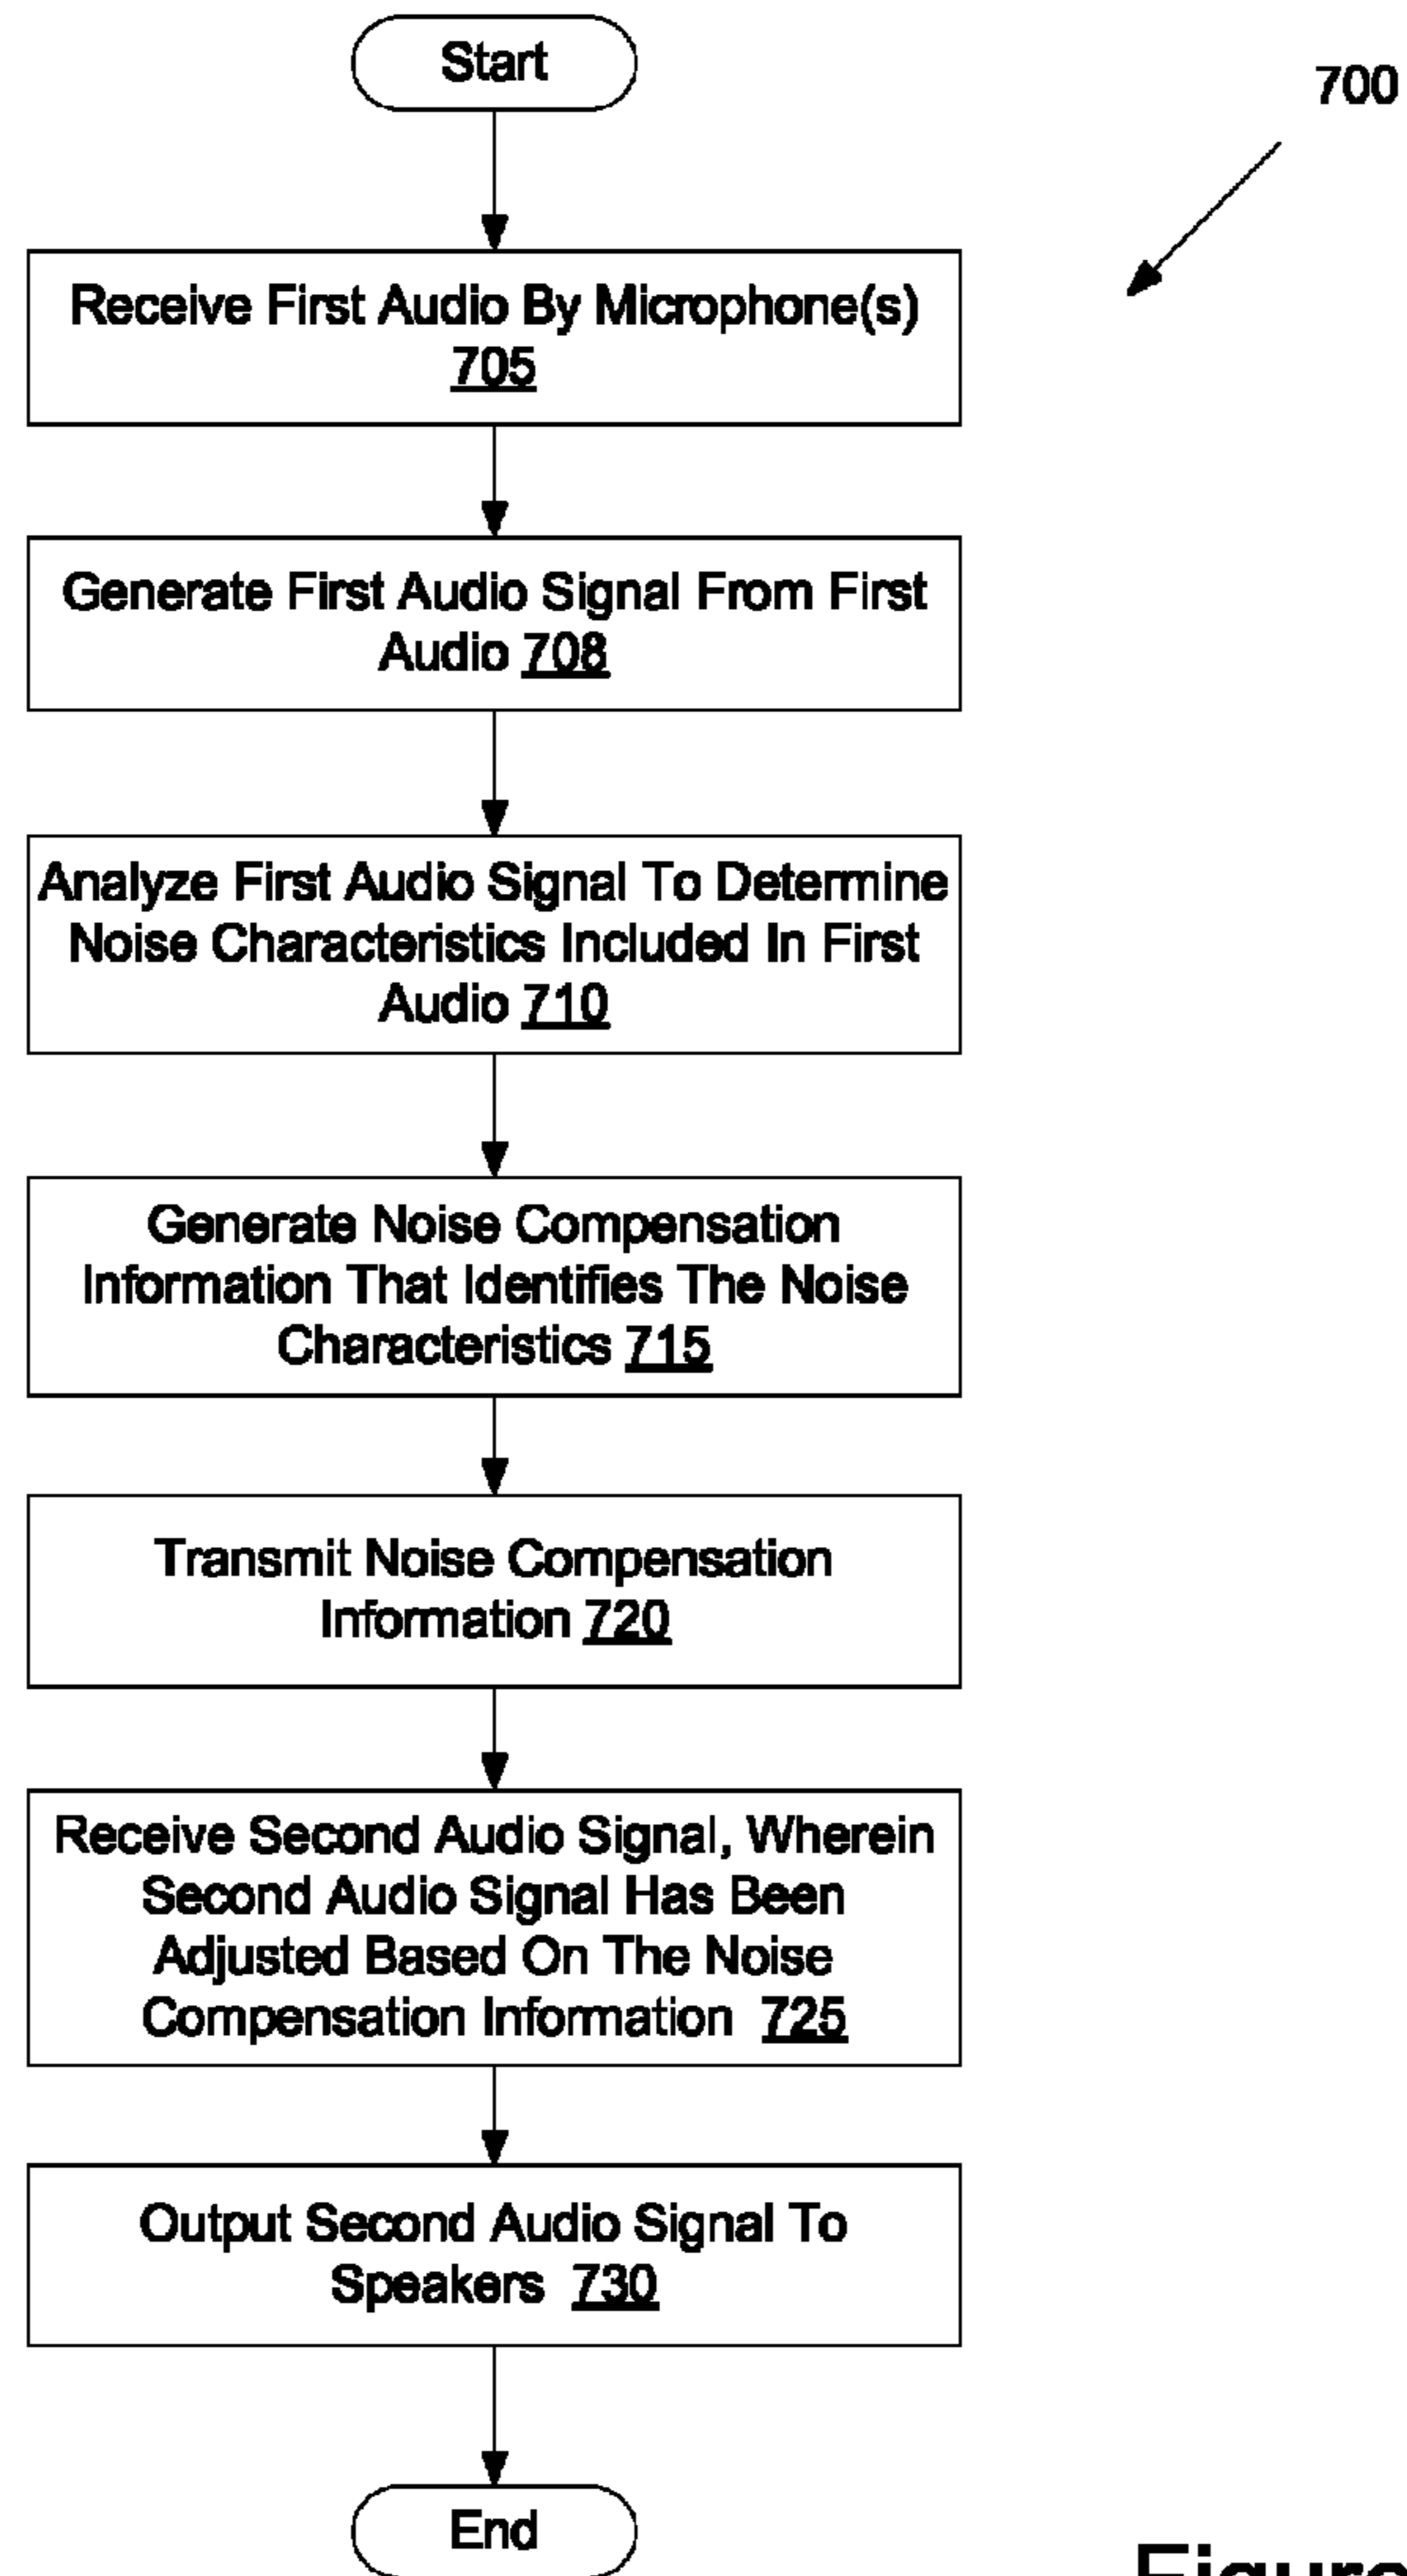 Start
700
Receive First Audio By Microphone(s)
705
Generate First Audio Signal From First
Audio 708
Analyze First Audio Signal To Determine
Noise Characteristics Included In First
Audio 710
Generate Noise Compensation
Information That Identifies The Noise
Characteristics 715
Transmit Noise Compensation
Information 720
Receive Second Audio Signal, Wherein
Second Audio Signal Has Been
Adjusted Based On The Noise
Compensation Information 725
Output Second Audio Signal To
Speakers 730
End
Figure